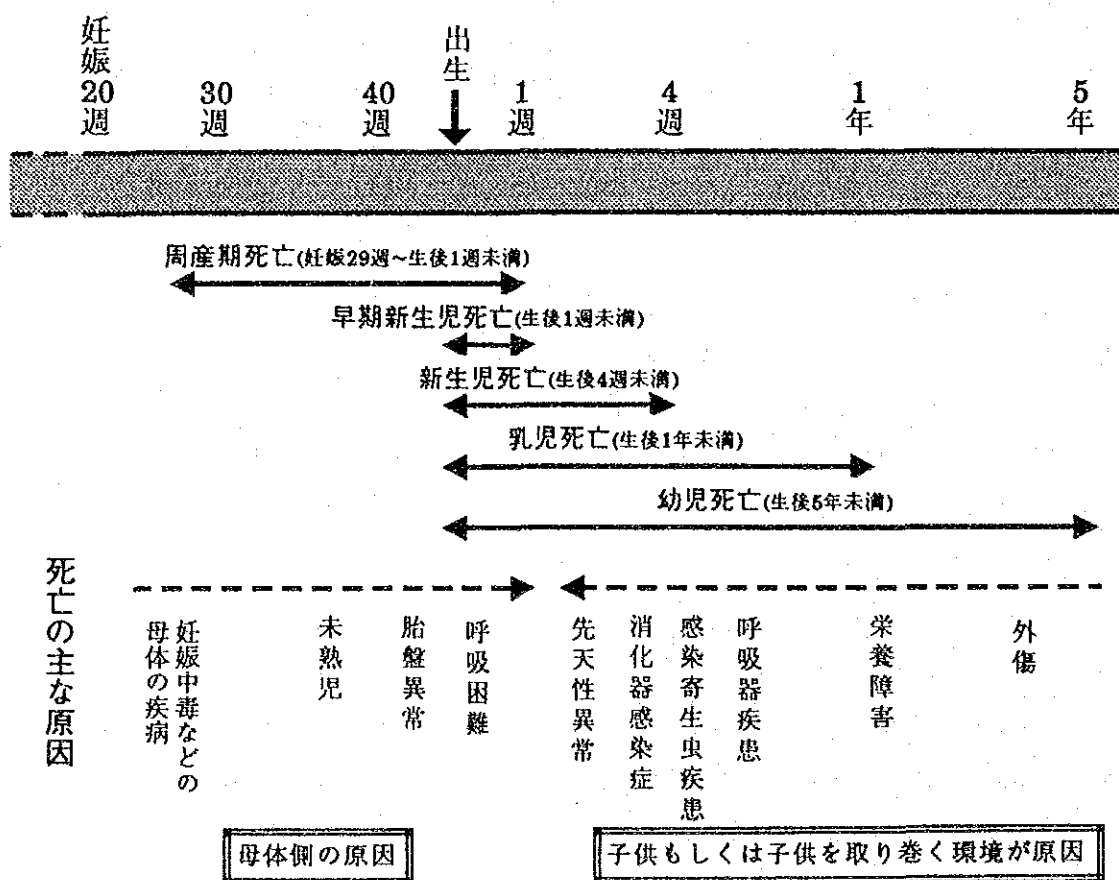 妊娠20週
30週
40週
出生
1週
4週
1年
5年
周産期死亡(妊娠29週～生後1週未満)
早期新生児死亡(生後1週未満)
新生児死亡(生後4週未満)
乳児死亡(生後1年未満)
幼児死亡(生後5年未満)
死亡の主な原因
妊娠中毒などの
母体の疾病
未熟児
胎盤異常
呼吸困難
先天性異常
消化器感染症
感染寄生虫疾患
呼吸器疾患
栄養障害
外傷
母体側の原因
子供もしくは子供を取り巻く環境が原因